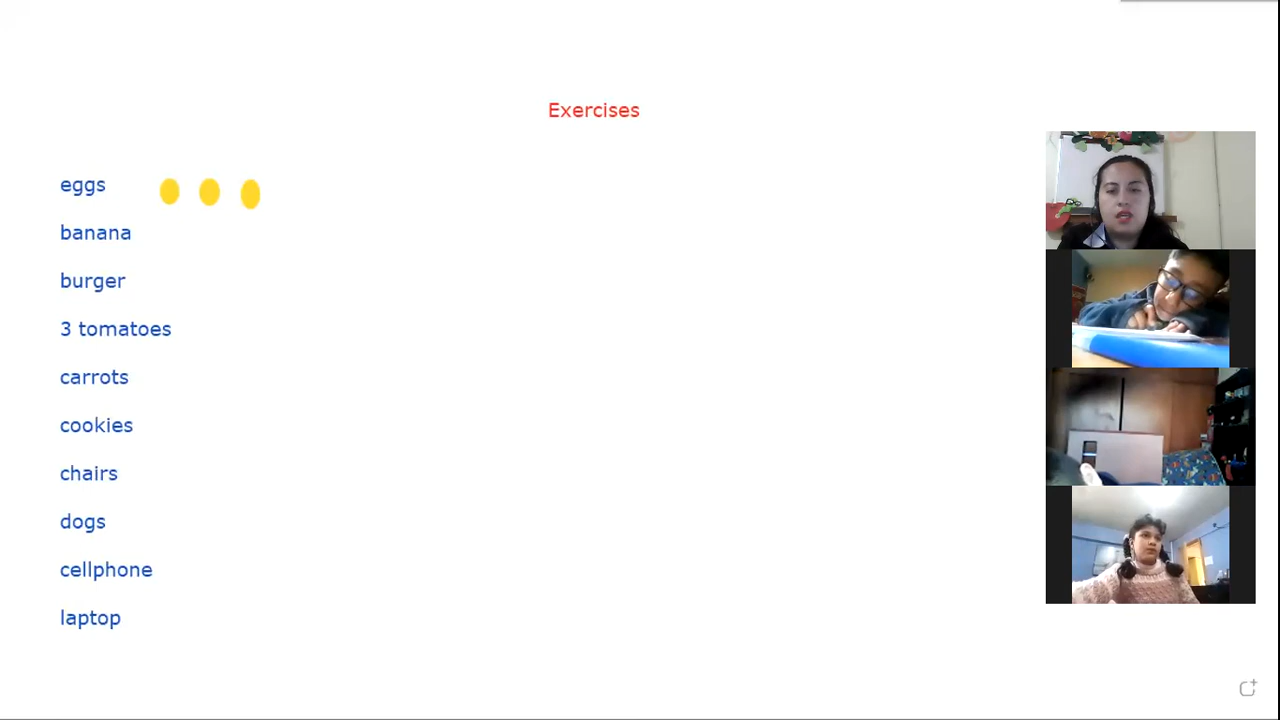 Exercises
eggs
banana
burger
3 tomatoes
carrots
cookies
chairs
dogs
cellphone
laptop